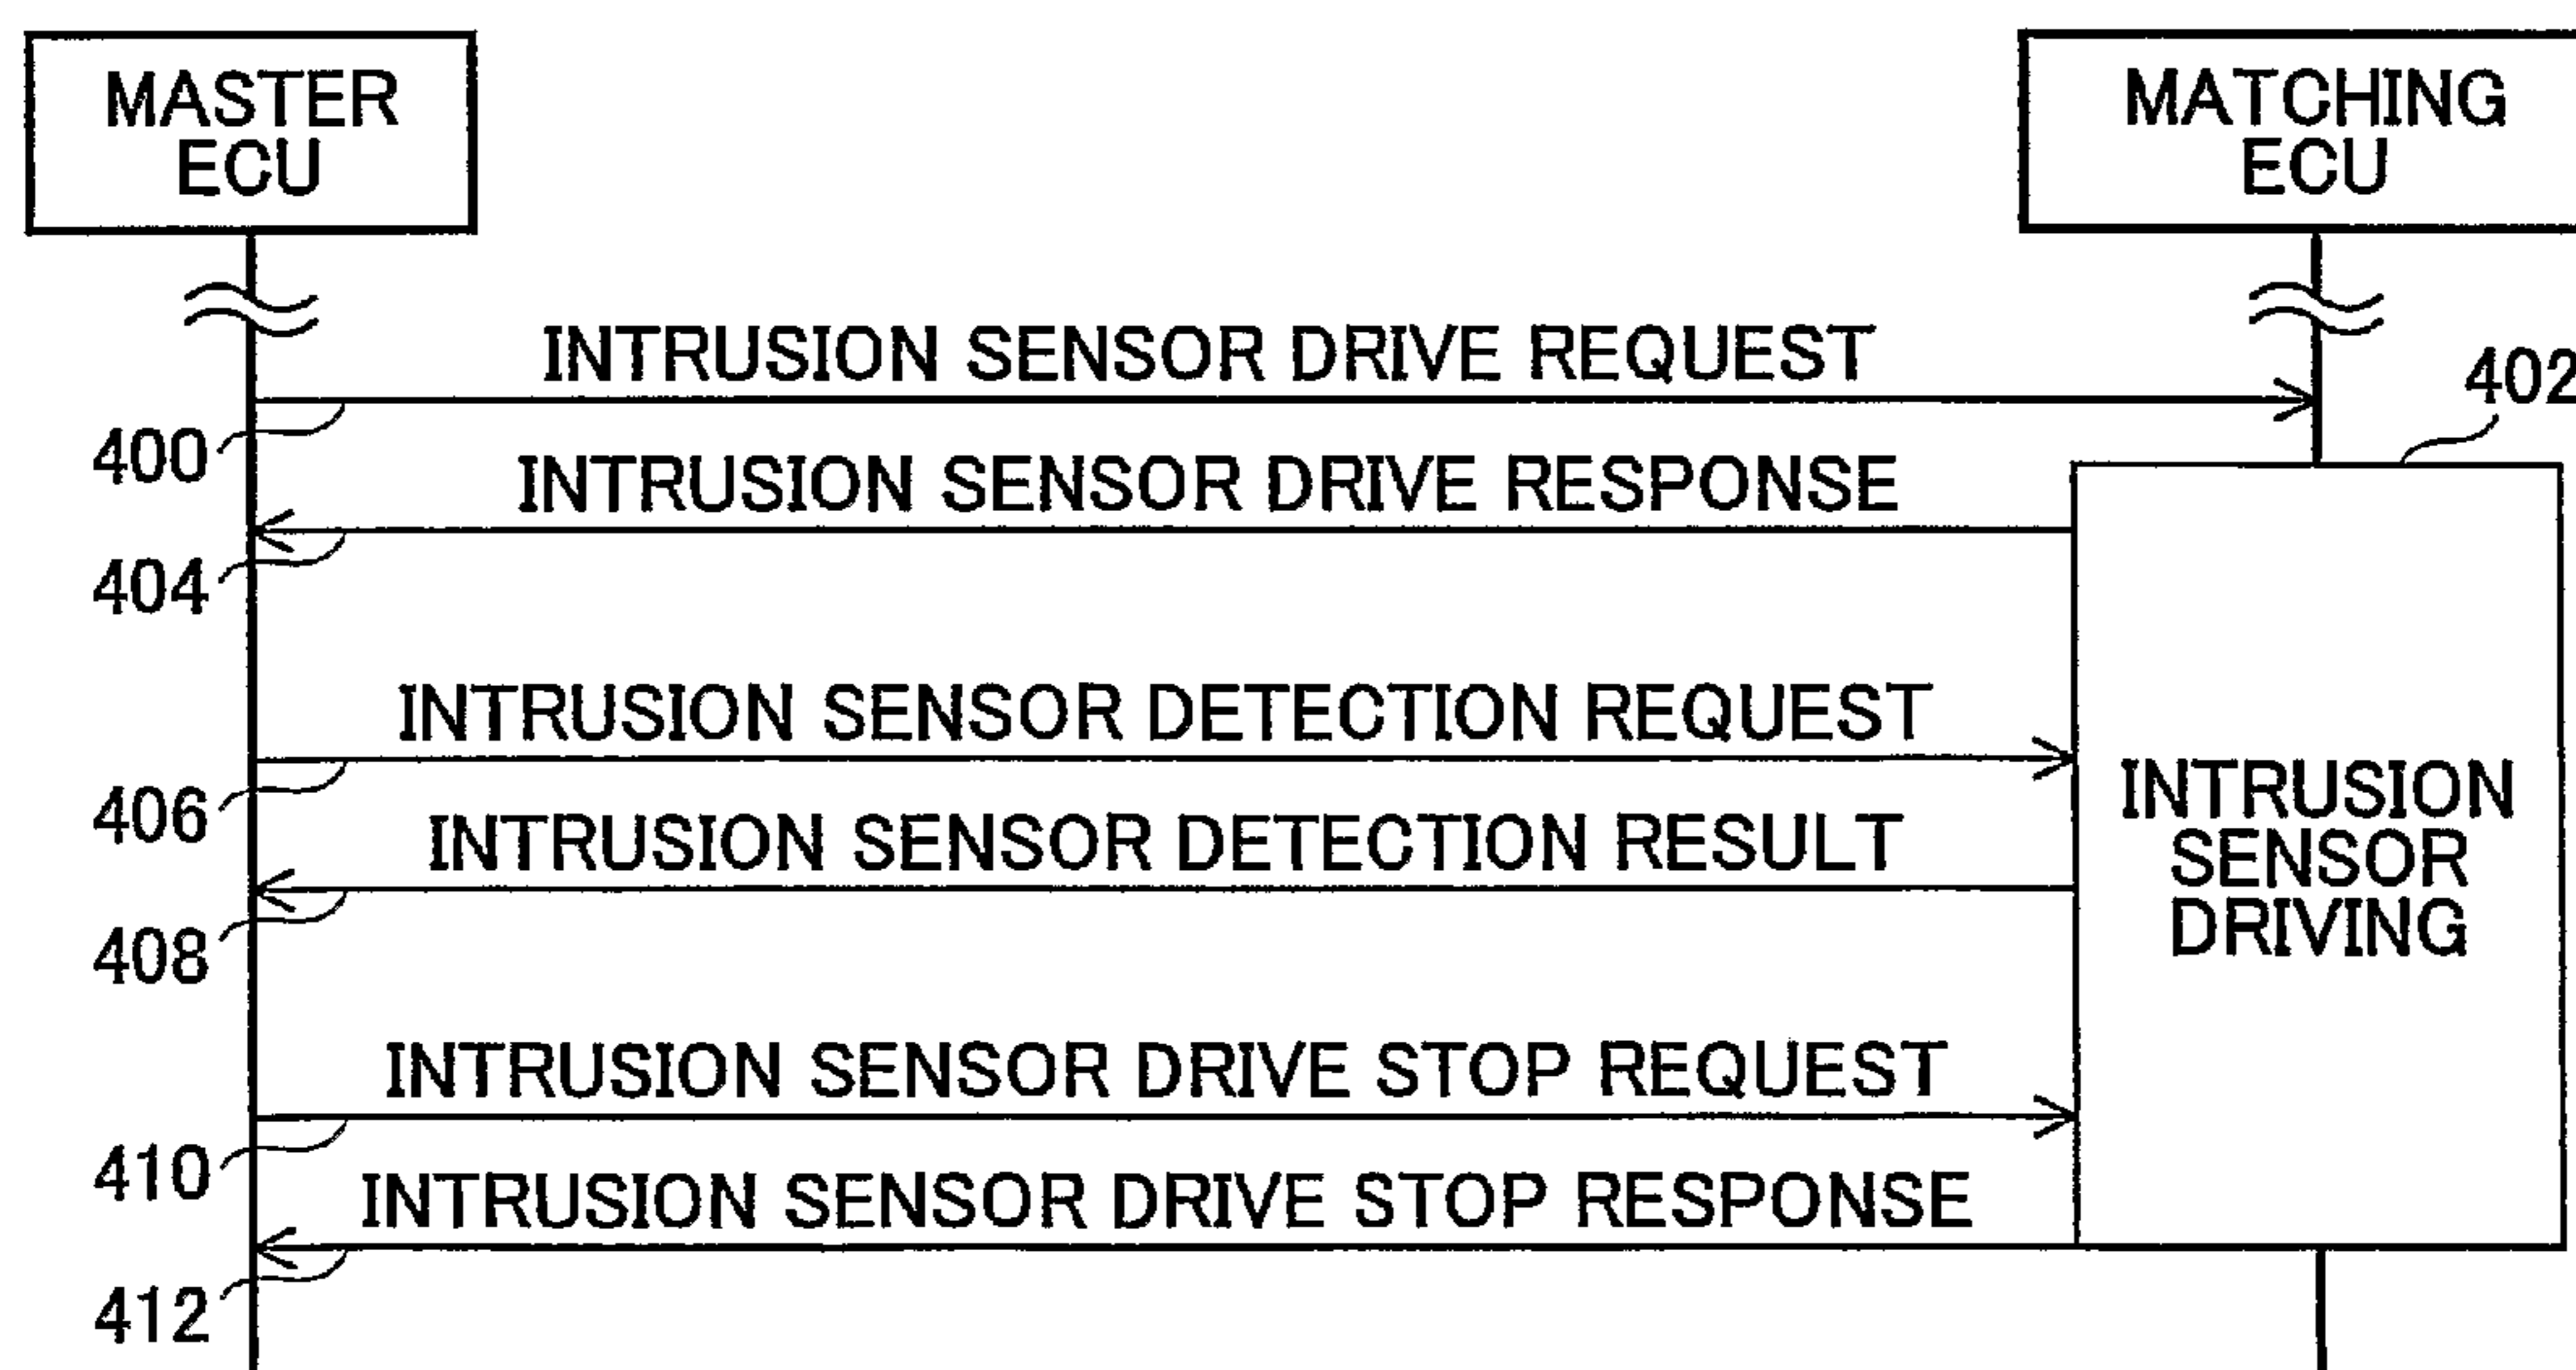 MASTER
ECU
MATCHING
ECU
INTRUSION SENSOR DRIVE REQUEST
402
400
INTRUSION SENSOR DRIVE RESPONSE
404
INTRUSION SENSOR DETECTION REQUEST
406
INTRUSION SENSOR DETECTION RESULT
408
INTRUSION
SENSOR
DRIVING
INTRUSION SENSOR DRIVE STOP REQUEST
410
INTRUSION SENSOR DRIVE STOP RESPONSE
412